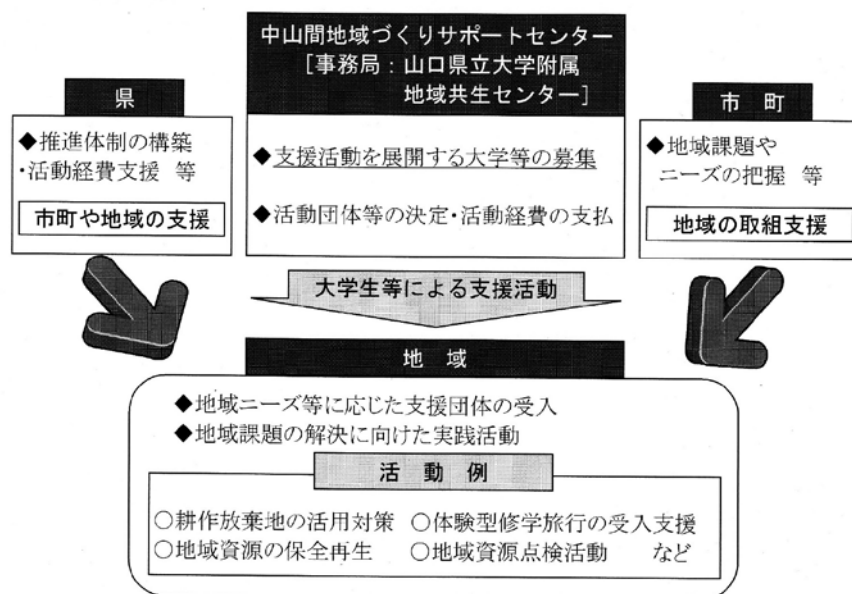 中山間地域づくりサポートセンター
[事務局：山口県立大学附属
地域共生センター]
◆支援活動を展開する大学等の募集
◆活動団体等の決定・活動経費の支払
県
◆推進体制の構築
・活動経費支援 等
市町や地域の支援
市 町
◆地域課題や
ニーズの把握 等
地域の取組支援
大学生等による支援活動
地 域
◆地域ニーズ等に応じた支援団体の受入
◆地域課題の解決に向けた実践活動
活 動 例
○耕作放棄地の活用対策 ○体験型修学旅行の受入支援
○地域資源の保全再生 ○地域資源点検活動 など